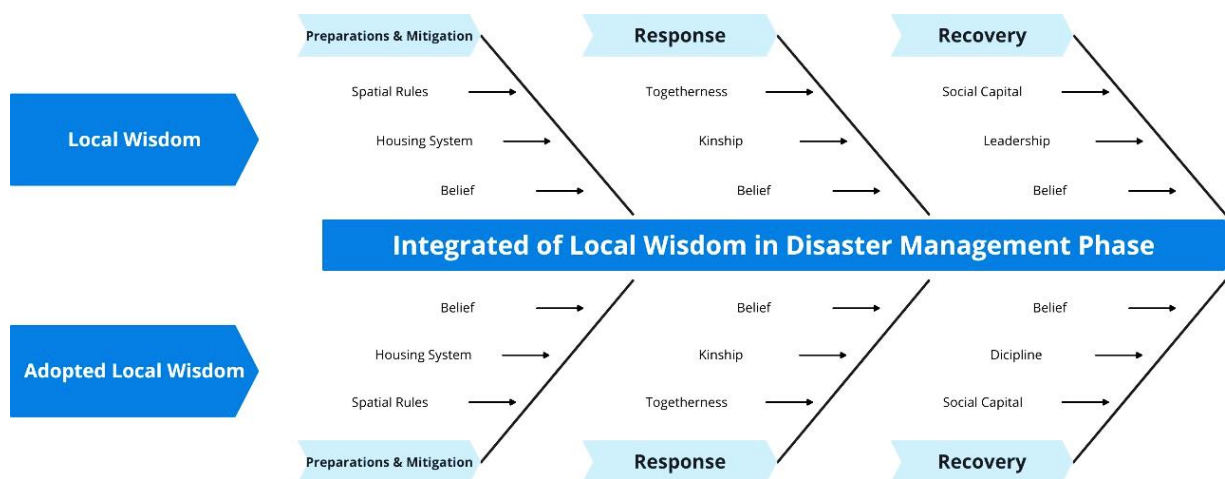 Preparations & Mitigation
Response
Recovery
Spatial Rules
Togetherness
Social Capital
Local Wisdom
Housing System
Kinship
Leadership
Belief
Belief
Belief
Integrated of Local Wisdom in Disaster Management Phase
Belief
Belief
Belief
Housing System
Kinship
Dicipline
Adopted Local Wisdom
Spatial Rules
Togetherness
Social Capital
Preparations & Mitigation
Response
Recovery